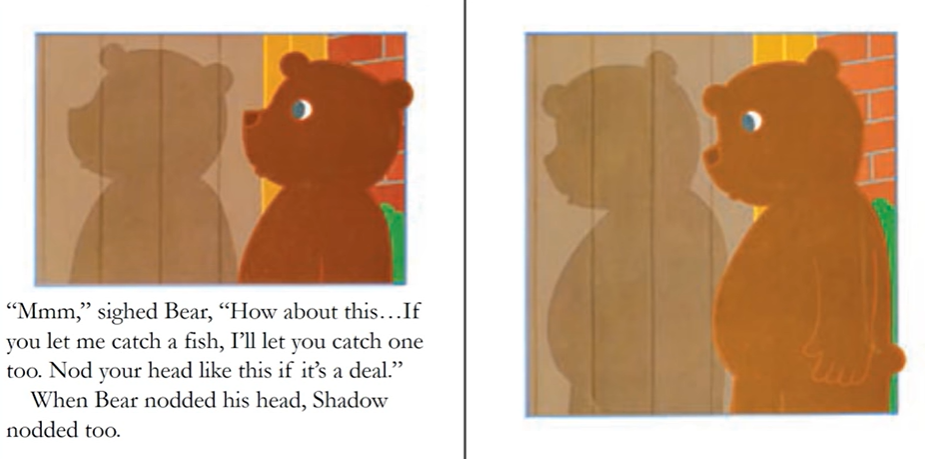 “Mmm,” sighed Bear, “How about this…If
you let me catch a fish, I’ll let you catch one
too. Nod your head like this if it’s a deal.”
When Bear nodded his head, Shadow
nodded too.